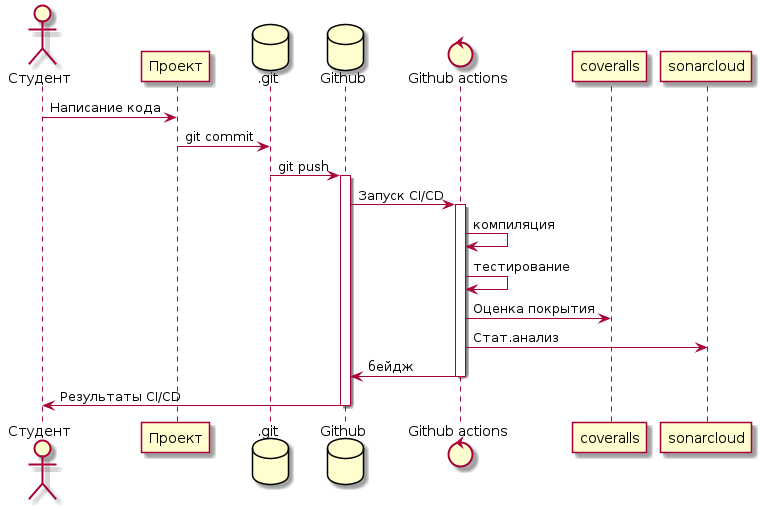 Студент
Проект
.git
Github
Github actions
coveralls
sonarcloud
Написание кода
git commit
git push
Запуск CI/CD
компиляция
тестирование
Оценка покрытия
Стат.анализ
бейдж
Результаты CI/CD
Студент
Проект
.git
Github
Github actions
coveralls
sonarcloud